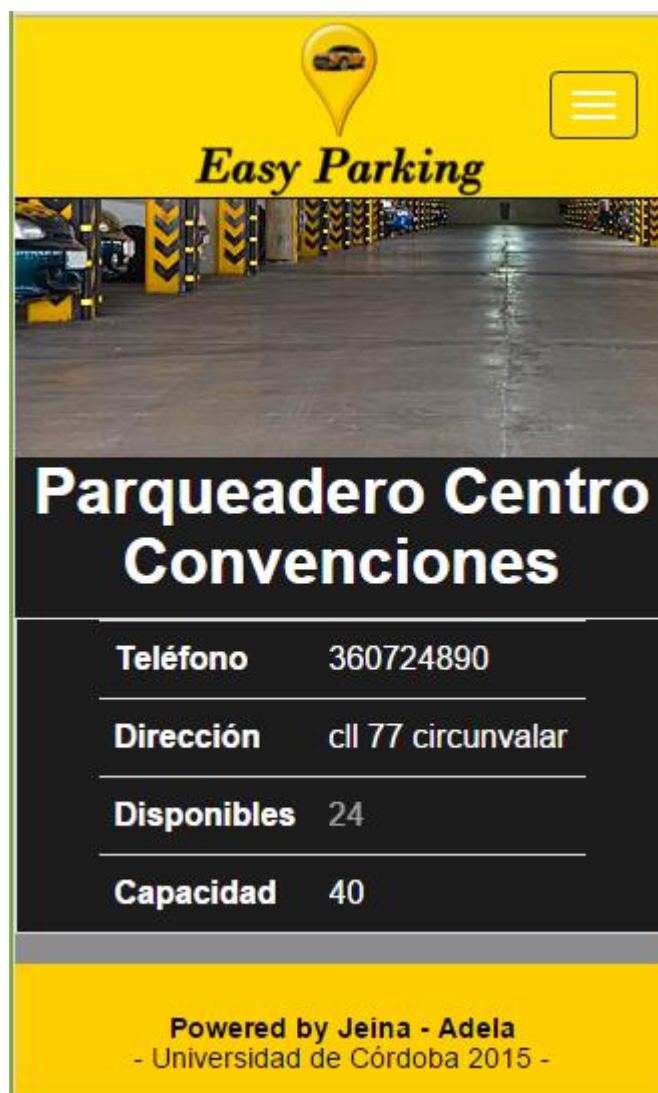 Easy Parking
Parqueadero Centro
Convenciones
Teléfono 360724890
Dirección cll 77 circunvalar
Disponibles 24
Capacidad 40
Powered by Jeina - Adela
- Universidad de Córdoba 2015 -